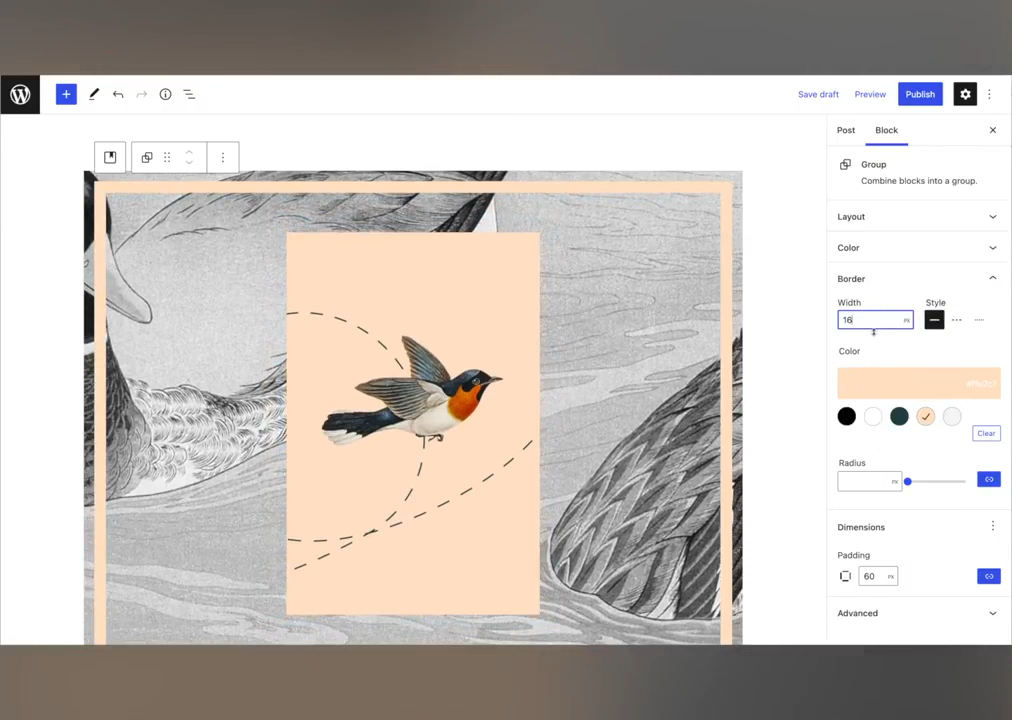 Save draft Preview Publish
Post Block
Group
Combine blocks into a group.
Layout
Color
Border
Width Style
16 PX
Color
Clear
Radius
PX
Dimensions
Padding
60 PX
Advanced